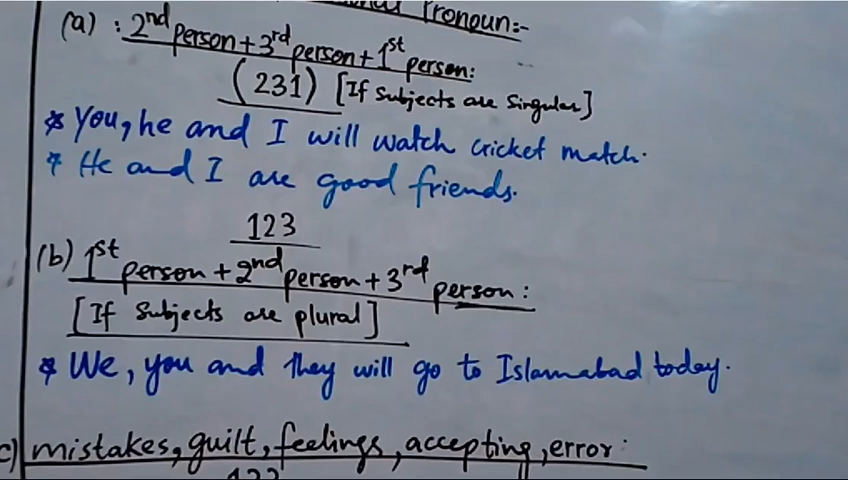 Pronoun:-
(a) : 2nd person + 3rd person + 1st person:
(231) [If Subjects are Singular]
* You, he and I will watch cricket match.
* He and I are good friends.
123
(b) 1st person + 2nd person + 3rd person :
[If Subjects are plural]
* We, you and they will go to Islamabad today.
c) mistakes, guilt, feelings, accepting, error :